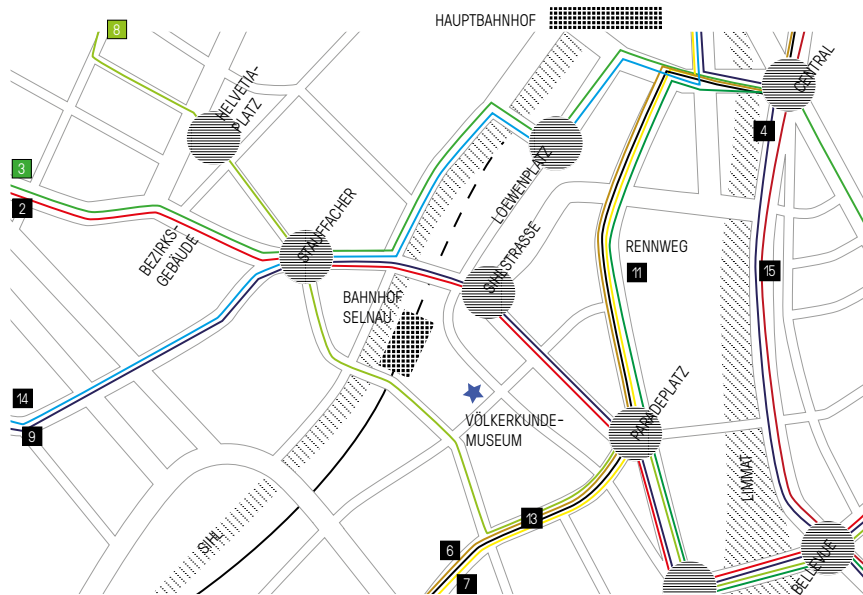 HAUPTBAHNHOF
8
HELVETIA-
PLATZ
CENTRAL
4
3
2
BEZIRKS-
GEBÄUDE
STAUFFACHER
LOEWENPLATZ
SIHLSTRASSE
RENNWEG
11
15
BAHNHOF
SELNAU
14
9
VÖLKERKUNDE-
MUSEUM
PARADEPLATZ
LIMMAT
13
6
7
SIHL
BELLEVUE